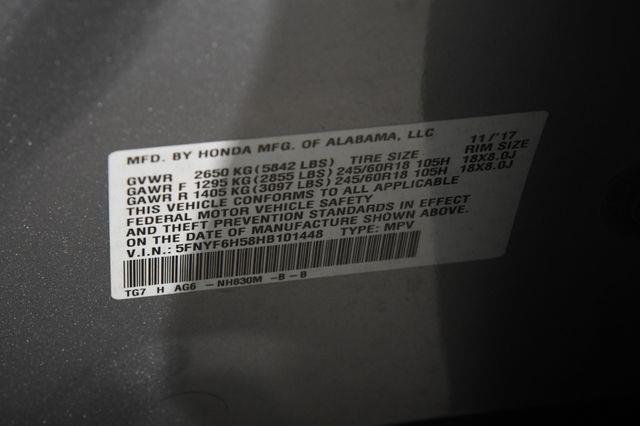 MFD. BY HONDA MFG. OF ALABAMA, LLC 11/'17
GVWR 2650 KG(5842 LBS) TIRE SIZE RIM SIZE
GAWR F 1295 KG(2855 LBS)245/60R18 105H 18X8.0J
GAWR R 1405 KG(3097 LBS)245/60R18 105H 18X8.0J
THIS VEHICLE CONFORMS TO ALL APPLICABLE
FEDERAL MOTOR VEHICLE SAFETY
AND THEFT PREVENTION STANDARDS IN EFFECT
ON THE DATE OF MANUFACTURE SHOWN ABOVE.
V.I.N.: 5FNYF6H58HB101448 TYPE: MPV
TG7 H AG6 -NH830M -B-B